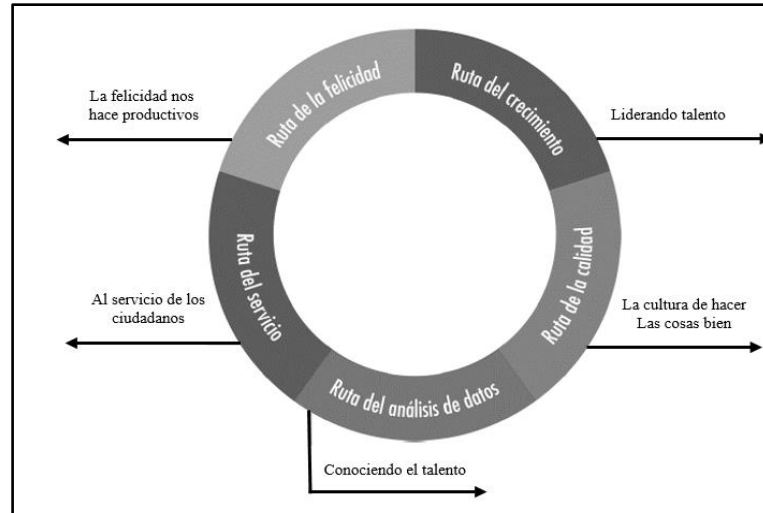 Ruta de la felicidad
Ruta del crecimiento
La felicidad nos
hace productivos
Liderando talento
Ruta del servicio
Ruta de la calidad
Al servicio de los
ciudadanos
La cultura de hacer
Las cosas bien
Ruta del análisis de datos
Conociendo el talento